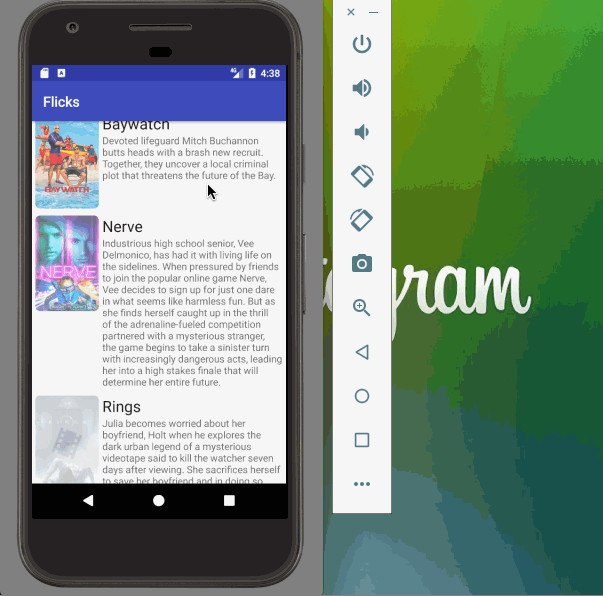 4G 4:38
Flicks
Baywatch
Devoted lifeguard Mitch Buchannon
butts heads with a brash new recruit.
Together, they uncover a local criminal
plot that threatens the future of the Bay.
BAYWATCH
Nerve
Industrious high school senior, Vee
Delmonico, has had it with living life on
the sidelines. When pressured by friends
to join the popular online game Nerve,
Vee decides to sign up for just one dare
in what seems like harmless fun. But as
she finds herself caught up in the thrill
of the adrenaline-fueled competition
partnered with a mysterious stranger,
the game begins to take a sinister turn
with increasingly dangerous acts, leading
her into a high stakes finale that will
determine her entire future.
NERVE
Rings
Julia becomes worried about her
boyfriend, Holt when he explores the
dark urban legend of a mysterious
videotape said to kill the watcher seven
days after viewing. She sacrifices herself
to save her boyfriend and in doing so
gram